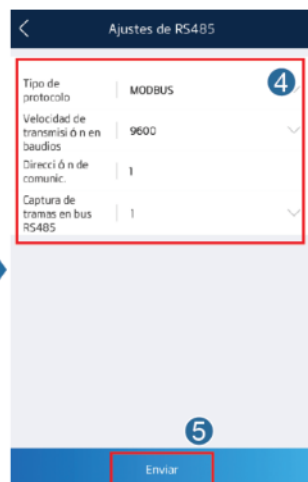 Ajustes de RS485
4
Tipo de
protocolo
MODBUS
Velocidad de
transmisi ó n en
baudios
9600
Direcci ó n de
comunic.
1
Captura de
tramas en bus
RS485
1
5
Enviar